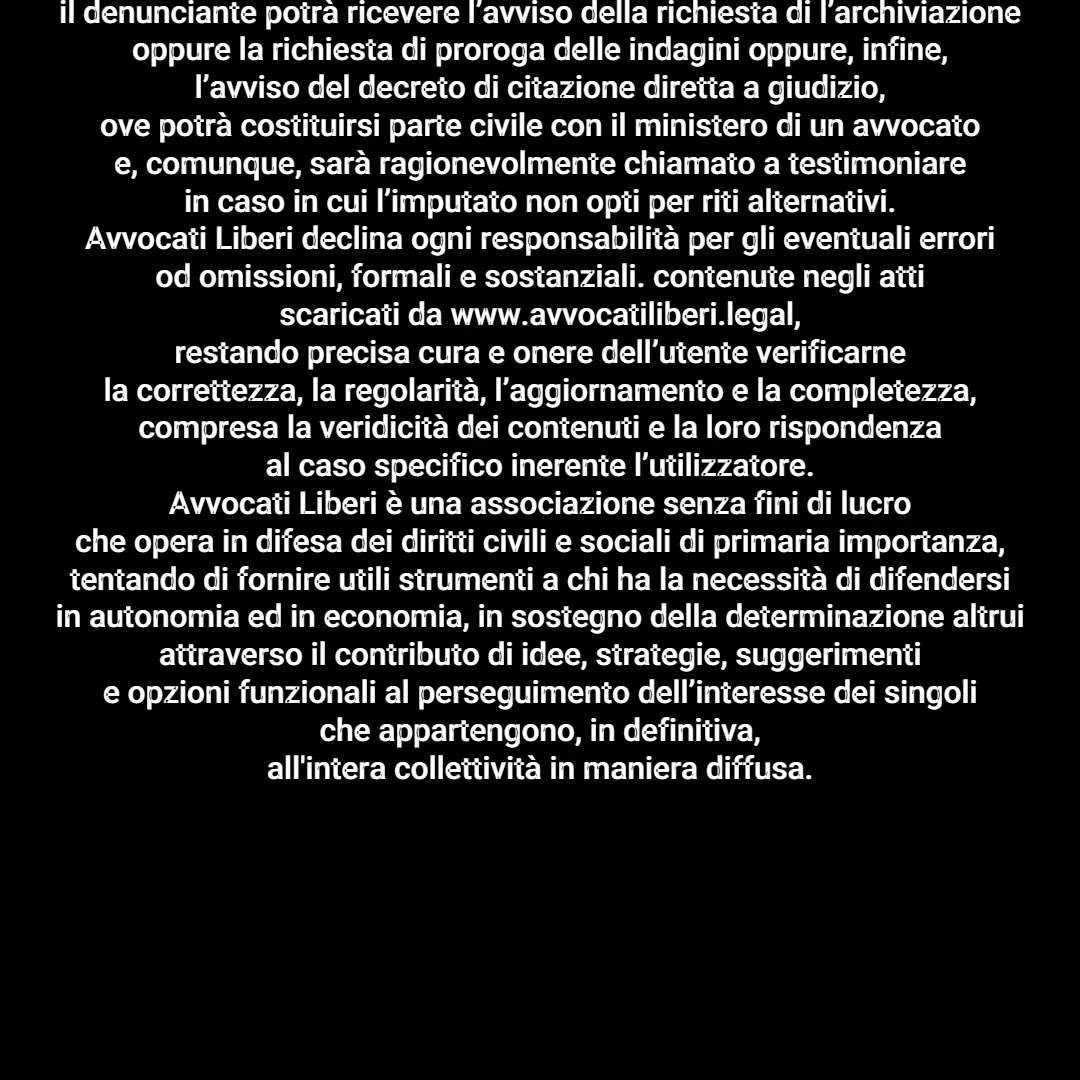 il denunciante potrà ricevere l’avviso della richiesta di l’archiviazione
oppure la richiesta di proroga delle indagini oppure, infine,
l’avviso del decreto di citazione diretta a giudizio,
ove potrà costituirsi parte civile con il ministero di un avvocato
e, comunque, sarà ragionevolmente chiamato a testimoniare
in caso in cui l’imputato non opti per riti alternativi.
Avvocati Liberi declina ogni responsabilità per gli eventuali errori
od omissioni, formali e sostanziali. contenute negli atti
scaricati da www.avvocatiliberi.legal,
restando precisa cura e onere dell’utente verificarne
la correttezza, la regolarità, l’aggiornamento e la completezza,
compresa la veridicità dei contenuti e la loro rispondenza
al caso specifico inerente l’utilizzatore.
Avvocati Liberi è una associazione senza fini di lucro
che opera in difesa dei diritti civili e sociali di primaria importanza,
tentando di fornire utili strumenti a chi ha la necessità di difendersi
in autonomia ed in economia, in sostegno della determinazione altrui
attraverso il contributo di idee, strategie, suggerimenti
e opzioni funzionali al perseguimento dell’interesse dei singoli
che appartengono, in definitiva,
all'intera collettività in maniera diffusa.